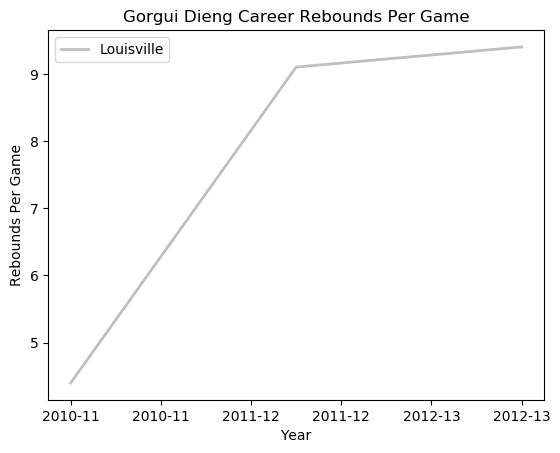 Gorgui Dieng Career Rebounds Per Game
Louisville
9
8
7
6
5
Rebounds Per Game
2010-11 2010-11 2011-12 2011-12 2012-13 2012-13
Year